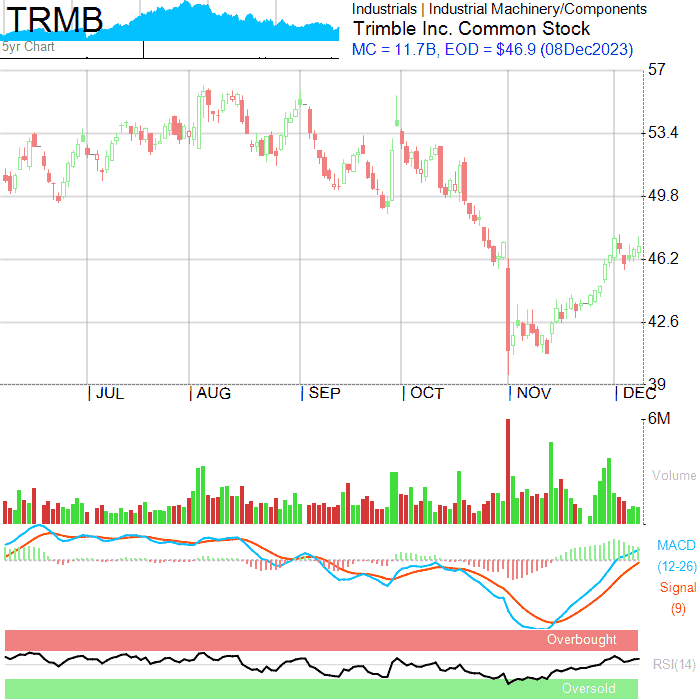 TRMB
5yr Chart
Industrials | Industrial Machinery/Components
Trimble Inc. Common Stock
MC = 11.7B, EOD = $46.9 (08Dec2023)
57
53.4
49.8
46.2
42.6
39
JUL
AUG
SEP
OCT
NOV
DEC
6M
Volume
MACD
(12-26)
Signal
(9)
Overbought
RSI(14)
Oversold